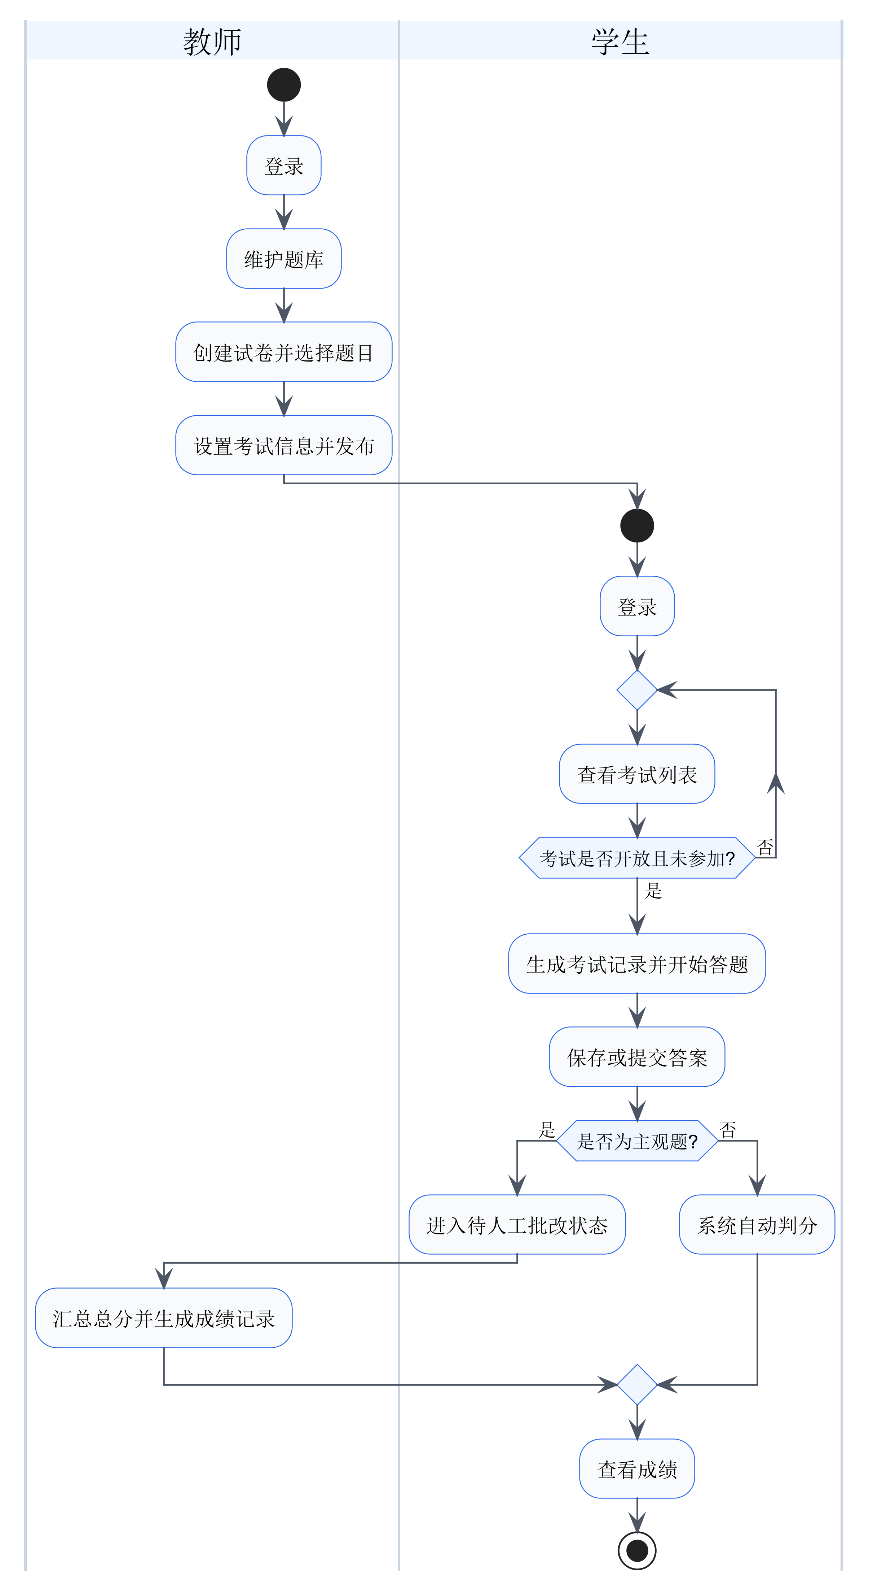 教师
学生
登录
维护题库
创建试卷并选择题目
设置考试信息并发布
登录
查看考试列表
考试是否开放且未参加?
否
是
生成考试记录并开始答题
保存或提交答案
是
是否为主观题?
否
进入待人工批改状态
系统自动判分
汇总总分并生成成绩记录
查看成绩